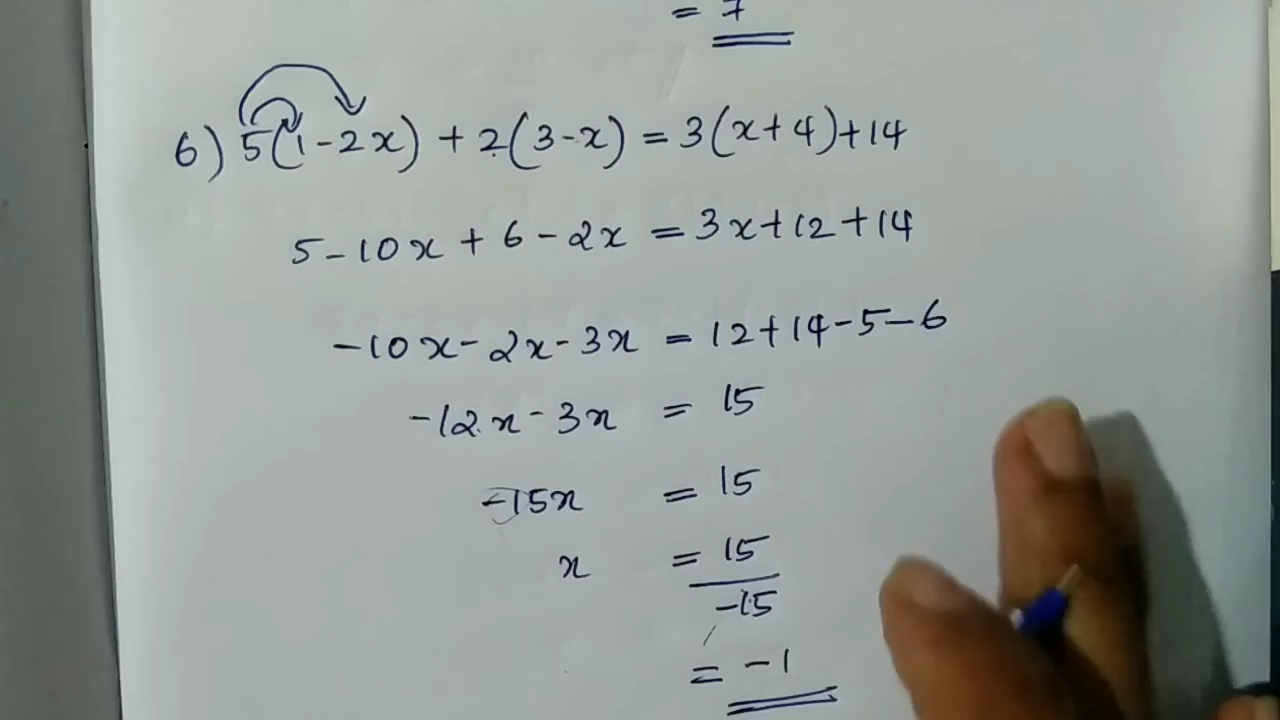 = 7
6) 5(1-2x) + 2(3-x) = 3(x+4)+14
5-10x + 6-2x = 3x+12+14
-10x-2x-3x = 12+14-5-6
-12x-3x = 15
-15x = 15
x = 15/-15
= -1